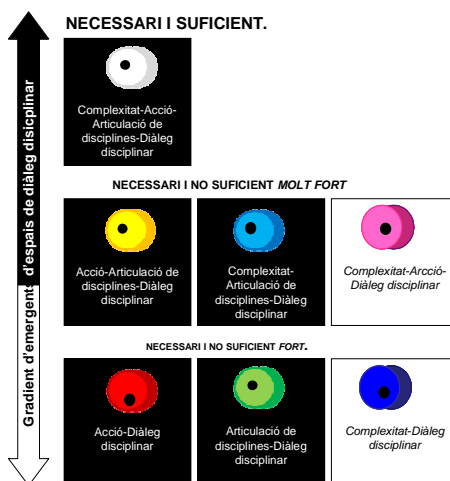 NECESSARI I SUFICIENT.
Complexitat-Acció-
Articulació de
disciplines-Diàleg
disciplinar
NECESSARI I NO SUFICIENT MOLT FORT
Acció-Articulació de
disciplines-Diàleg
disciplinar
Complexitat-
Articulació de
disciplines-Diàleg
disciplinar
Complexitat-Arcció-
Diàleg disciplinar
NECESSARI I NO SUFICIENT FORT.
Acció-Diàleg
disciplinar
Articulació de
disciplines-Diàleg
disciplinar
Complexitat-Diàleg
disciplinar
Gradient d'emergents d'espais de diàleg disicplinar